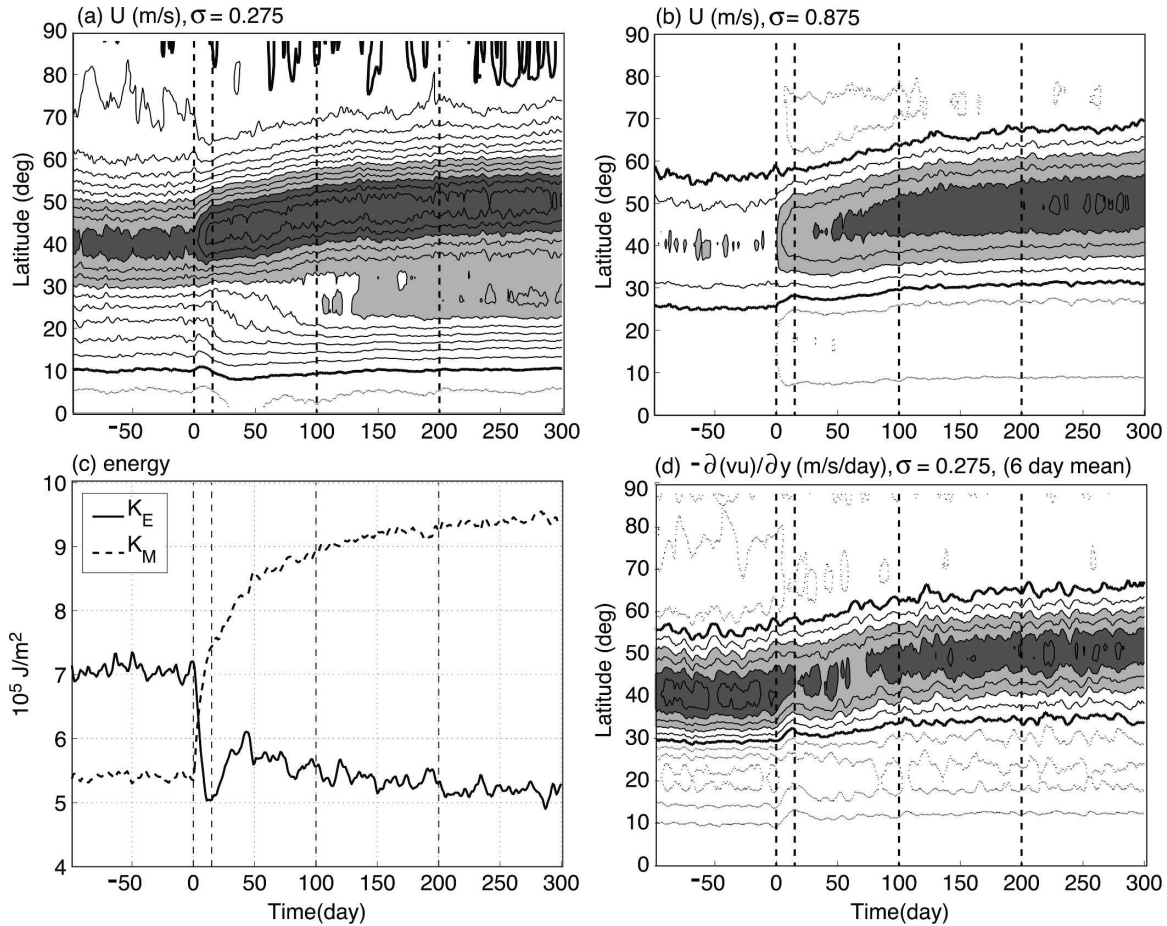 (a) U (m/s), σ = 0.275
90
80
70
60
50
40
30
20
10
0
Latitude (deg)
-50 0 50 100 150 200 250 300
(b) U (m/s), σ = 0.875
90
80
70
60
50
40
30
20
10
0
Latitude (deg)
-50 0 50 100 150 200 250 300
(c) energy
10
9
8
7
6
5
4
10⁵ J/m²
K_E
K_M
-50 0 50 100 150 200 250 300
Time(day)
(d) -∂(vu)/∂y (m/s/day), σ = 0.275, (6 day mean)
90
80
70
60
50
40
30
20
10
0
Latitude (deg)
-50 0 50 100 150 200 250 300
Time(day)